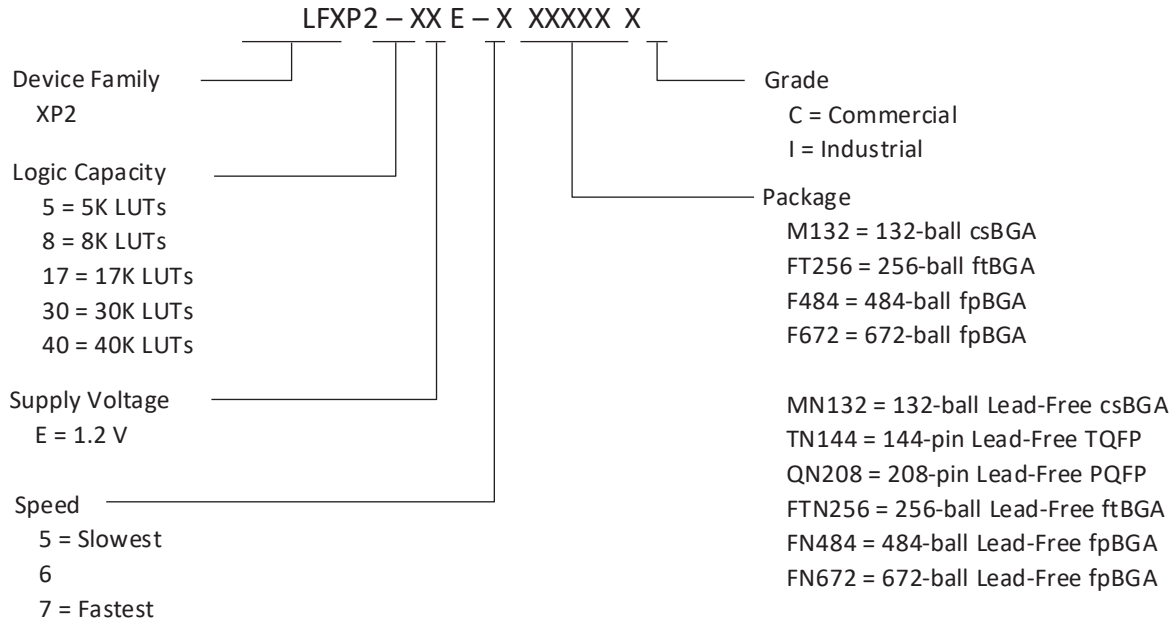 LFXP2 – XX E – X XXXXX X
Device Family
XP2
Logic Capacity
5 = 5K LUTs
8 = 8K LUTs
17 = 17K LUTs
30 = 30K LUTs
40 = 40K LUTs
Supply Voltage
E = 1.2 V
Speed
5 = Slowest
6
7 = Fastest
Grade
C = Commercial
I = Industrial
Package
M132 = 132-ball csBGA
FT256 = 256-ball ftBGA
F484 = 484-ball fpBGA
F672 = 672-ball fpBGA
MN132 = 132-ball Lead-Free csBGA
TN144 = 144-pin Lead-Free TQFP
QN208 = 208-pin Lead-Free PQFP
FTN256 = 256-ball Lead-Free ftBGA
FN484 = 484-ball Lead-Free fpBGA
FN672 = 672-ball Lead-Free fpBGA